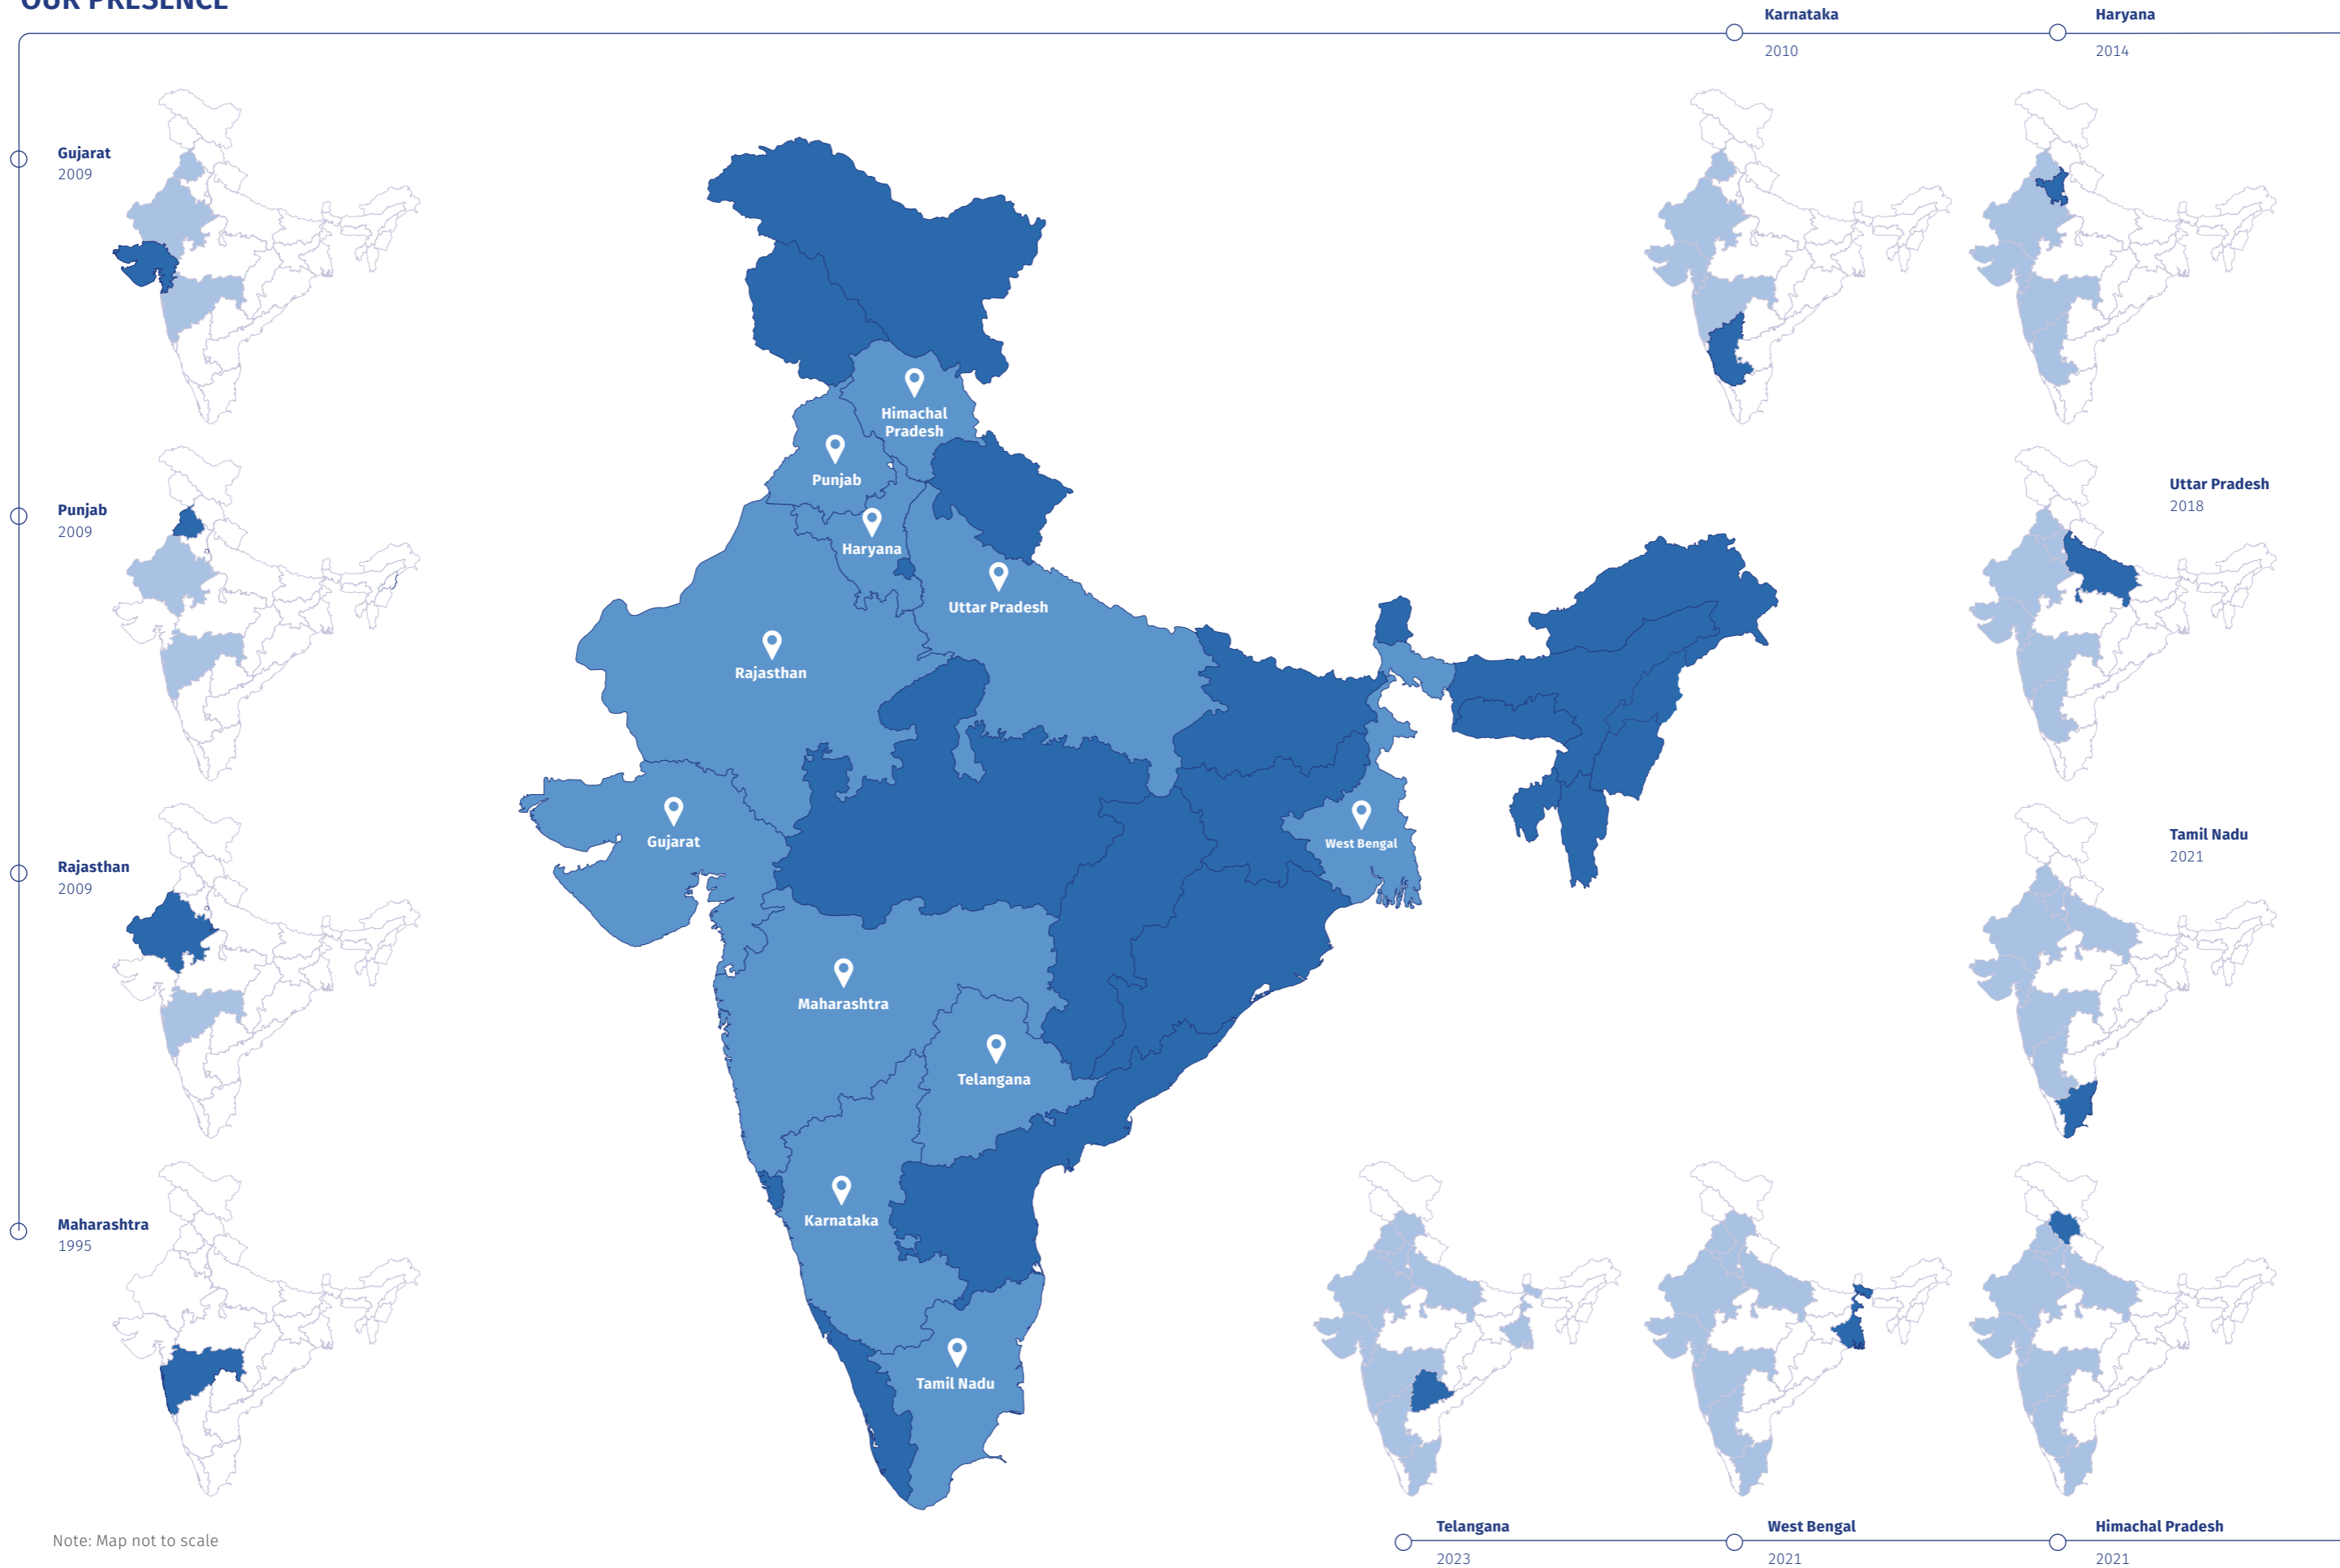 OUR PRESENCE
Karnataka
2010
Haryana
2014
Gujarat
2009
Punjab
2009
Rajasthan
2009
Maharashtra
1995
Himachal
Pradesh
Punjab
Haryana
Uttar Pradesh
Rajasthan
Gujarat
West Bengal
Maharashtra
Telangana
Karnataka
Tamil Nadu
Uttar Pradesh
2018
Tamil Nadu
2021
Telangana
2023
West Bengal
2021
Himachal Pradesh
2021
Note: Map not to scale